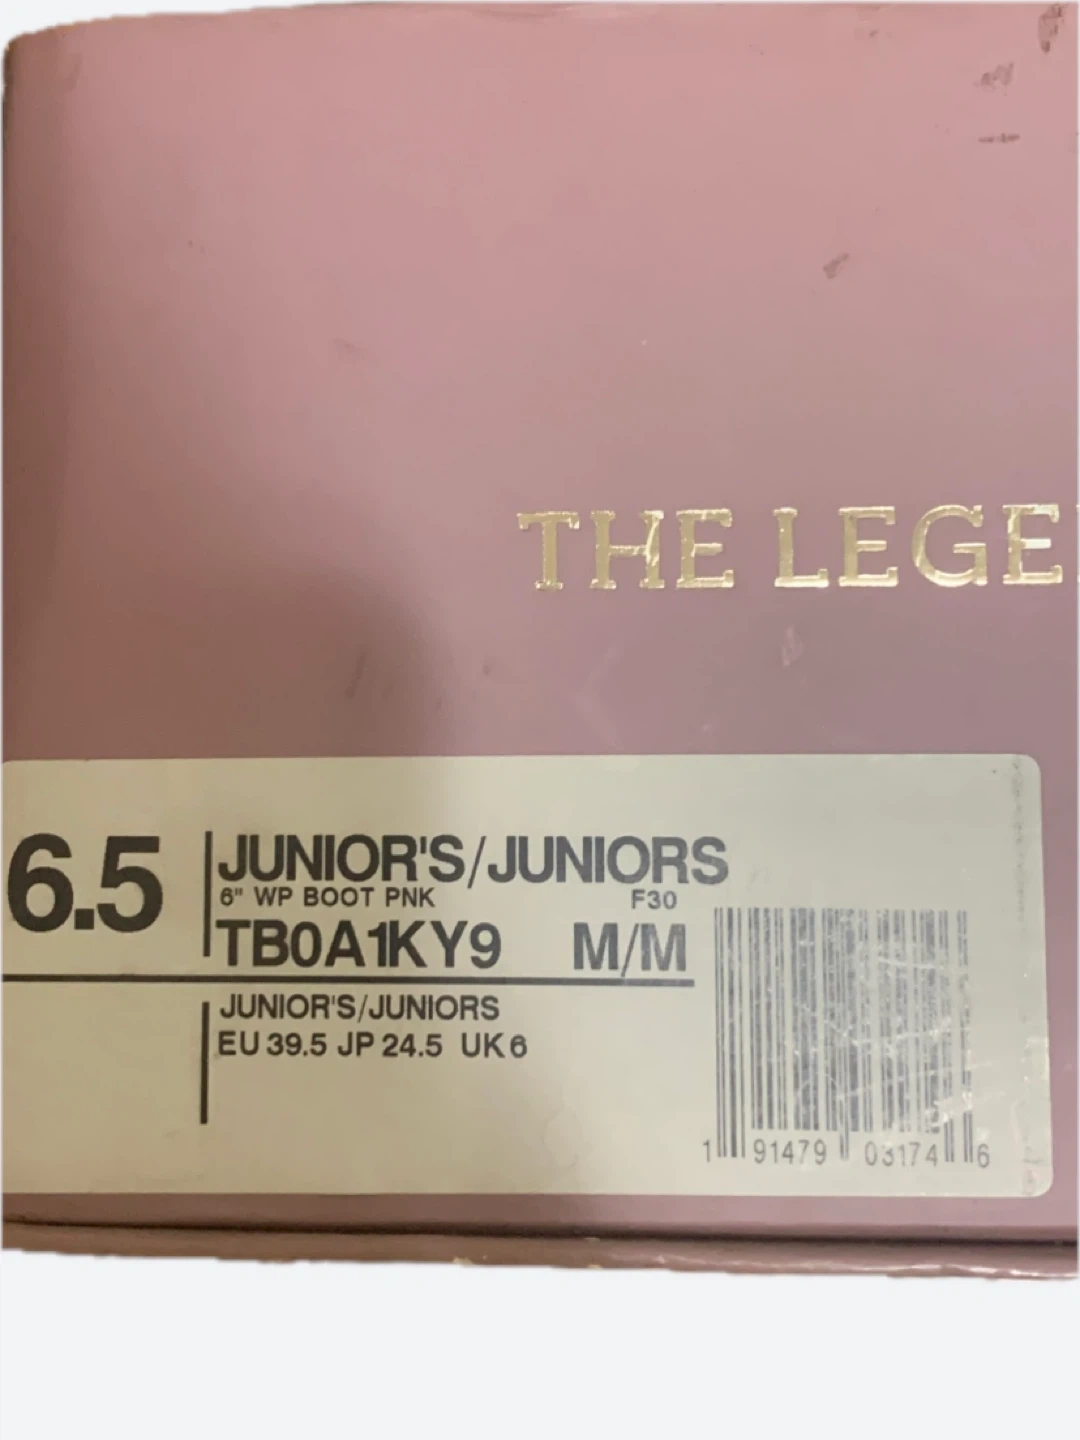 THE LEGE
6.5
JUNIOR'S/JUNIORS
6" WP BOOT PNK F30
TB0A1KY9 M/M
JUNIOR'S/JUNIORS
EU 39.5 JP 24.5 UK 6
1 91479 03174 6